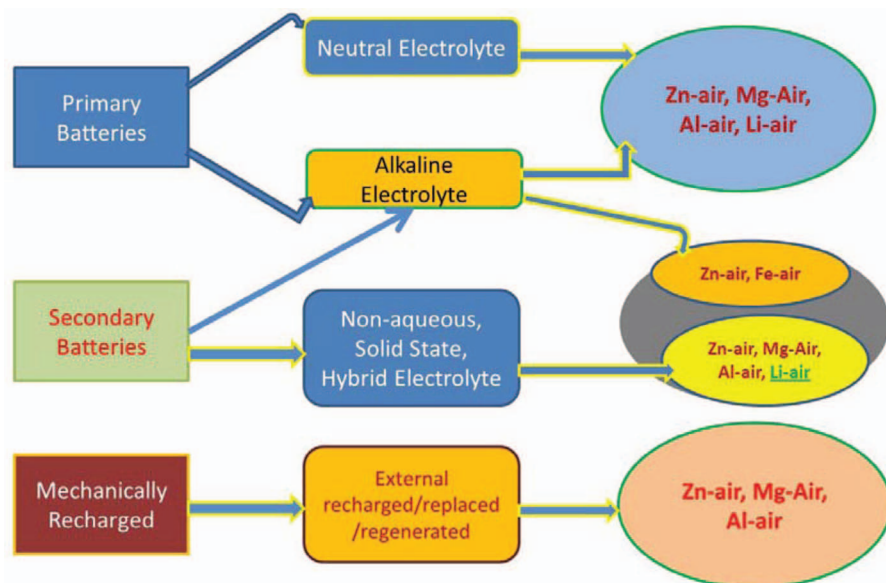 Primary
Batteries
Neutral Electrolyte
Zn-air, Mg-Air,
Al-air, Li-air
Alkaline
Electrolyte
Zn-air, Fe-air
Secondary
Batteries
Non-aqueous,
Solid State,
Hybrid Electrolyte
Zn-air, Mg-Air,
Al-air, Li-air
Mechanically
Recharged
External
recharged/replaced
/regenerated
Zn-air, Mg-Air,
Al-air